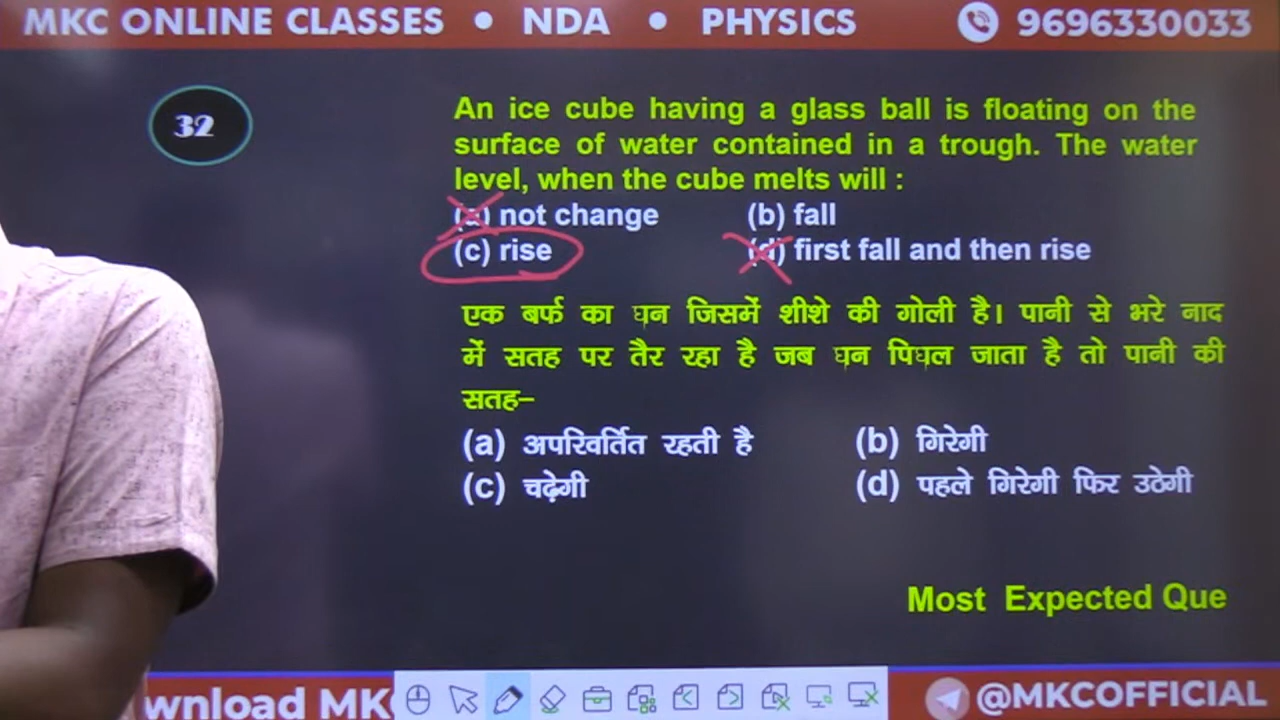 MKC ONLINE CLASSES • NDA • PHYSICS 9696330033
32
An ice cube having a glass ball is floating on the
surface of water contained in a trough. The water
level, when the cube melts will :
(a) not change (b) fall
(c) rise (d) first fall and then rise
एक बर्फ का घन जिसमें शीशे की गोली है। पानी से भरे नाद
में सतह पर तैर रहा है जब घन पिघल जाता है तो पानी की
सतह–
(a) अपरिवर्तित रहती है (b) गिरेगी
(c) चढ़ेगी (d) पहले गिरेगी फिर उठेगी
Most Expected Que
wnload MK @MKCOFFICIAL